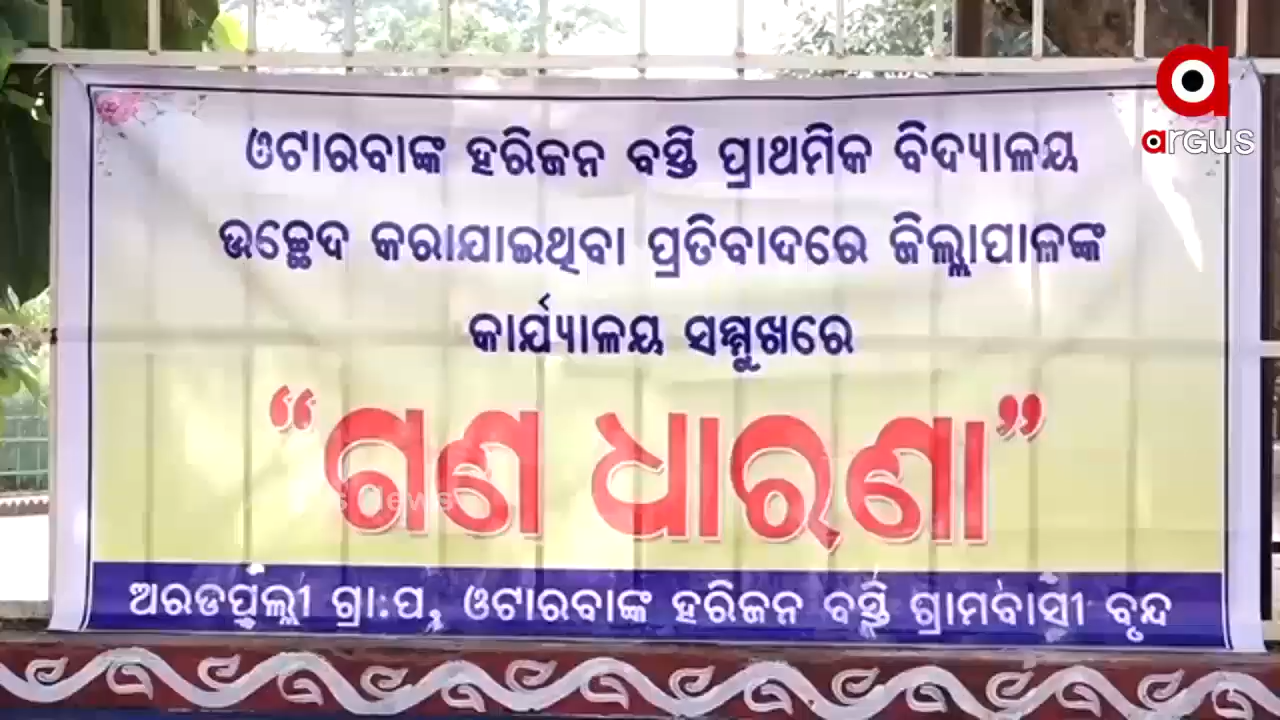 argus
ଓଟାରବାଙ୍କ ହରିଜନ ବସ୍ତି ପ୍ରାଥମିକ ବିଦ୍ୟାଳୟ
ଉଚ୍ଛେଦ କରାଯାଇଥିବା ପ୍ରତିବାଦରେ ଜିଲ୍ଲାପାଳଙ୍କ
କାର୍ଯ୍ୟାଳୟ ସମ୍ମୁଖରେ
“ଗଣ ଧାରଣା”
ଅରଡପୁଲ୍ଲୀ ଗ୍ରା:ପ, ଓଟାରବାଙ୍କ ହରିଜନ ବସ୍ତି ଗ୍ରାମବାସୀ ବୃନ୍ଦ